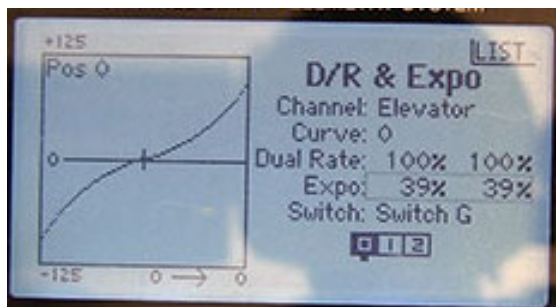 +125
Pos 0
0
-125
0 → 0
LIST
D/R & Expo
Channel: Elevator
Curve: 0
Dual Rate: 100% 100%
Expo: 39% 39%
Switch: Switch G
0 1 2